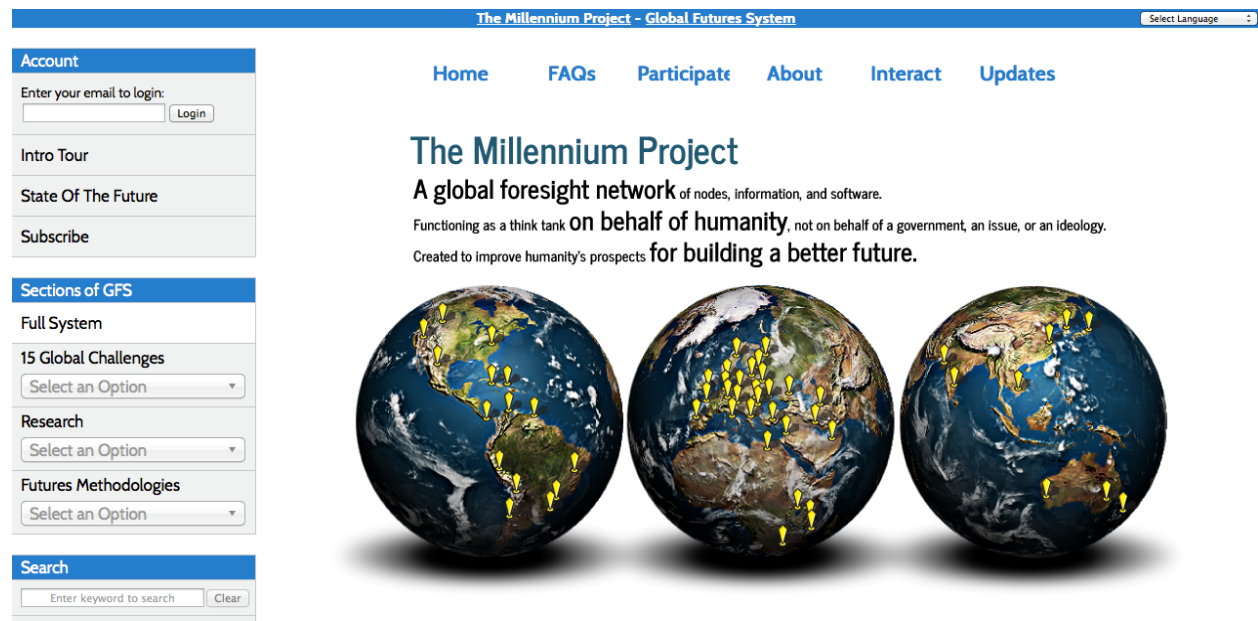 The Millennium Project - Global Futures System
Select Language
Account
Enter your email to login:
Login
Intro Tour
State Of The Future
Subscribe
Sections of GFS
Full System
15 Global Challenges
Select an Option
Research
Select an Option
Futures Methodologies
Select an Option
Search
Enter keyword to search
Clear
Home FAQs Participate About Interact Updates
The Millennium Project
A global foresight network of nodes, information, and software.
Functioning as a think tank on behalf of humanity, not on behalf of a government, an issue, or an ideology.
Created to improve humanity's prospects for building a better future.